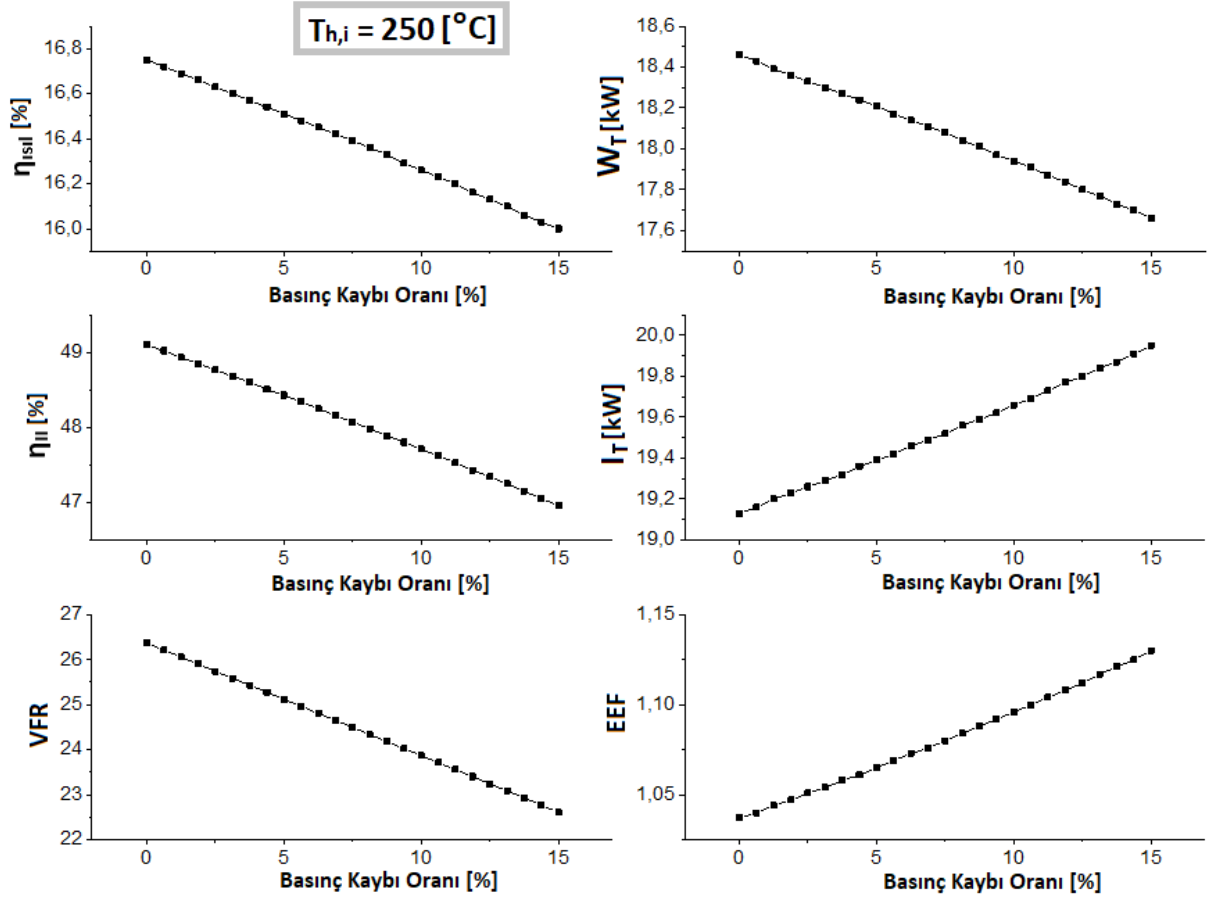 T_h,i = 250 [°C]
η_ısıl [%]
16,8
16,6
16,4
16,2
16,0
0 5 10 15
Basınç Kaybı Oranı [%]
W_T [kW]
18,6
18,4
18,2
18,0
17,8
17,6
0 5 10 15
Basınç Kaybı Oranı [%]
η_II [%]
49
48
47
0 5 10 15
Basınç Kaybı Oranı [%]
I_T [kW]
20,0
19,8
19,6
19,4
19,2
19,0
0 5 10 15
Basınç Kaybı Oranı [%]
VFR
27
26
25
24
23
22
0 5 10 15
Basınç Kaybı Oranı [%]
EEF
1,15
1,10
1,05
0 5 10 15
Basınç Kaybı Oranı [%]